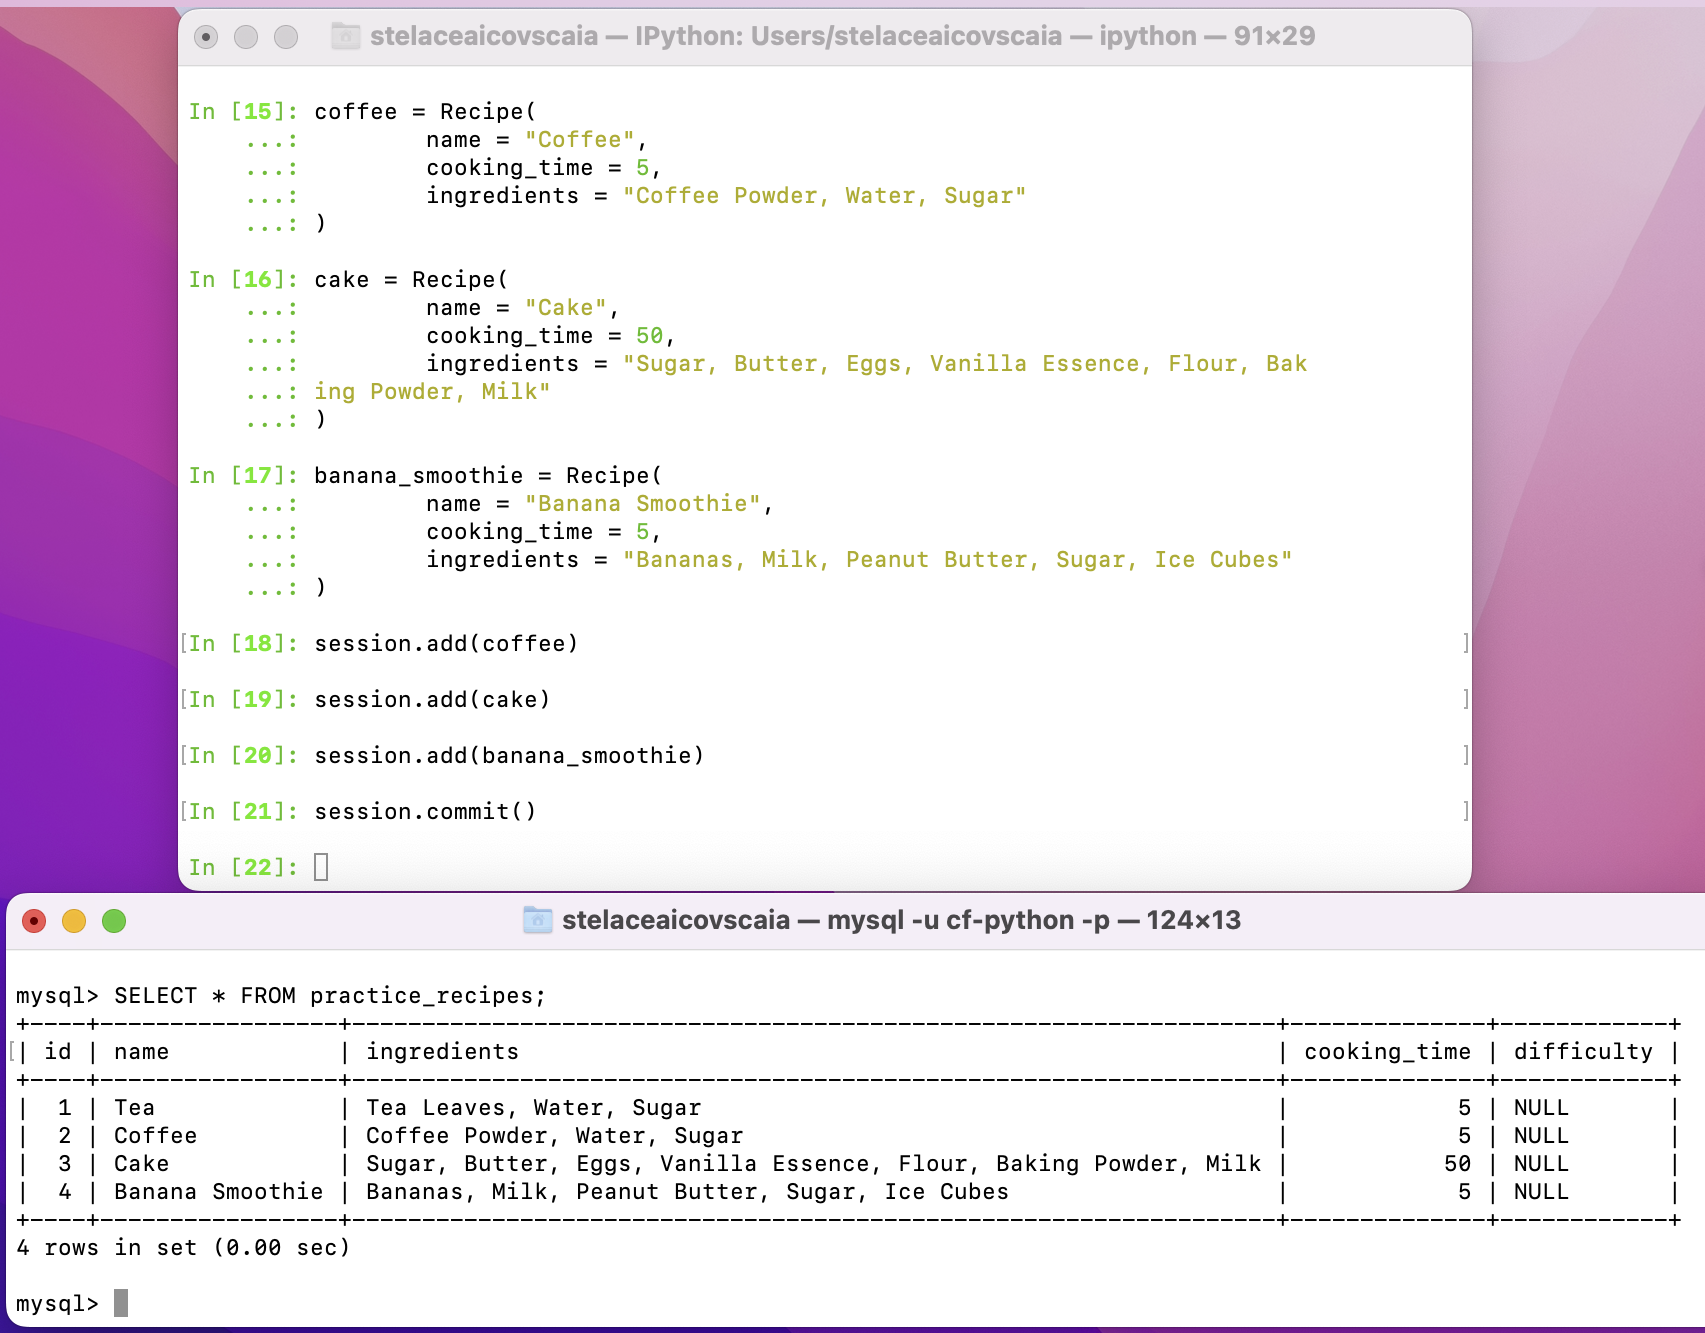 stelaceaicovscaia — IPython: Users/stelaceaicovscaia — ipython — 91×29
In [15]: coffee = Recipe(
    ...:         name = "Coffee",
    ...:         cooking_time = 5,
    ...:         ingredients = "Coffee Powder, Water, Sugar"
    ...: )
In [16]: cake = Recipe(
    ...:         name = "Cake",
    ...:         cooking_time = 50,
    ...:         ingredients = "Sugar, Butter, Eggs, Vanilla Essence, Flour, Bak
    ...: ing Powder, Milk"
    ...: )
In [17]: banana_smoothie = Recipe(
    ...:         name = "Banana Smoothie",
    ...:         cooking_time = 5,
    ...:         ingredients = "Bananas, Milk, Peanut Butter, Sugar, Ice Cubes"
    ...: )
[In [18]: session.add(coffee) ]
[In [19]: session.add(cake) ]
[In [20]: session.add(banana_smoothie) ]
[In [21]: session.commit() ]
In [22]:
stelaceaicovscaia — mysql -u cf-python -p — 124×13
mysql> SELECT * FROM practice_recipes;
+----+-----------------+------------------------------------------------------------------+--------------+------------+
[| id | name            | ingredients                                                      | cooking_time | difficulty |
+----+-----------------+------------------------------------------------------------------+--------------+------------+
|  1 | Tea             | Tea Leaves, Water, Sugar                                         |            5 | NULL       |
|  2 | Coffee          | Coffee Powder, Water, Sugar                                      |            5 | NULL       |
|  3 | Cake            | Sugar, Butter, Eggs, Vanilla Essence, Flour, Baking Powder, Milk |           50 | NULL       |
|  4 | Banana Smoothie | Bananas, Milk, Peanut Butter, Sugar, Ice Cubes                   |            5 | NULL       |
+----+-----------------+------------------------------------------------------------------+--------------+------------+
4 rows in set (0.00 sec)
mysql>